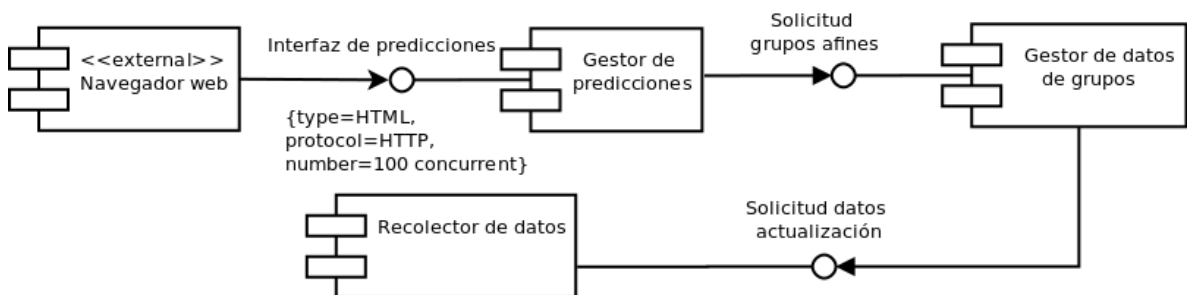 <<external>>
Navegador web
Interfaz de predicciones
{type=HTML,
protocol=HTTP,
number=100 concurrent}
Gestor de
predicciones
Solicitud
grupos afines
Gestor de datos
de grupos
Recolector de datos
Solicitud datos
actualización